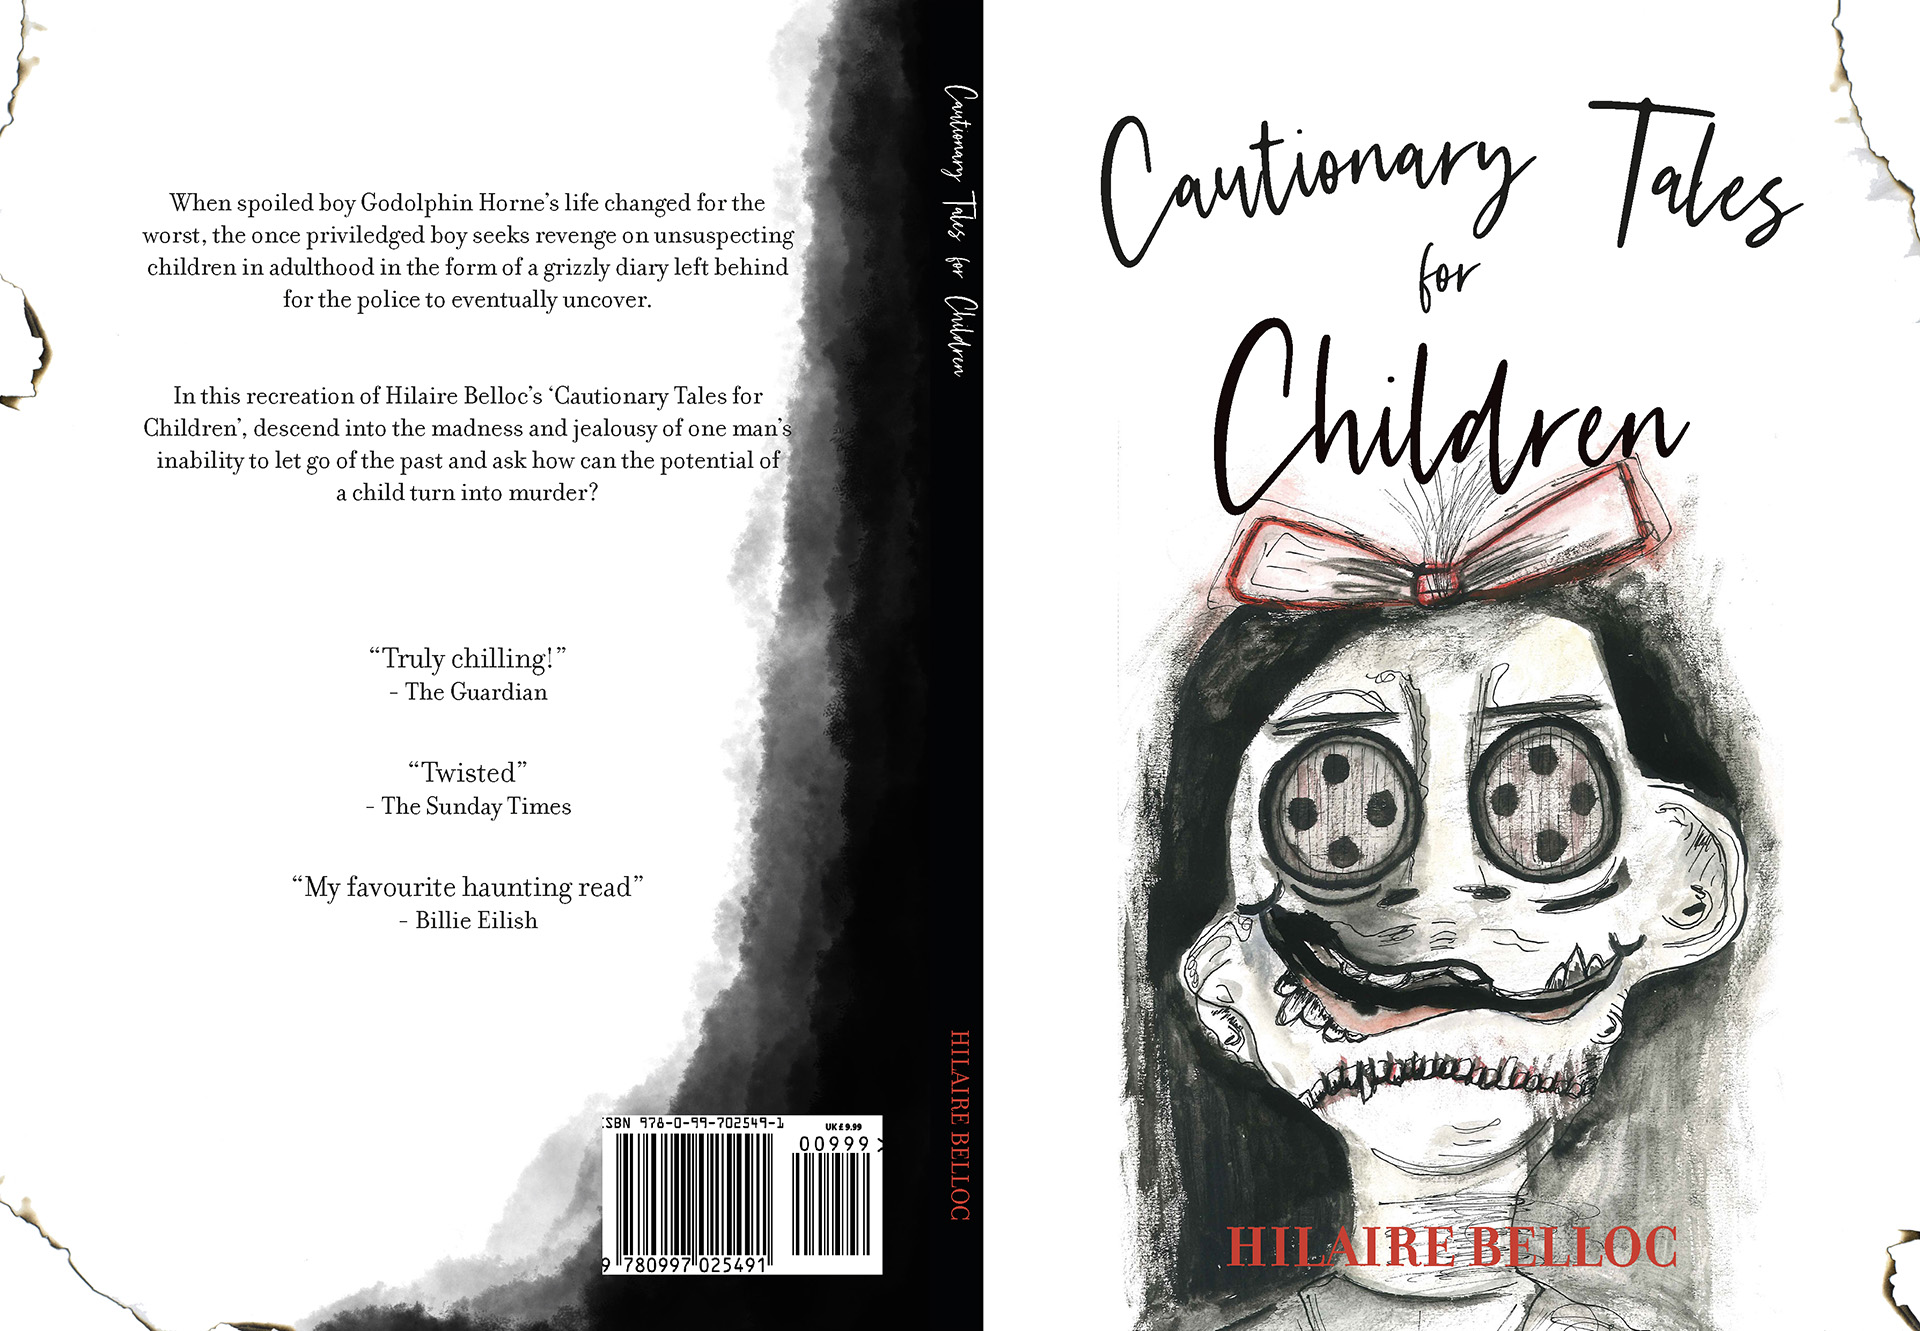 When spoiled boy Godolphin Horne's life changed for the
worst, the once priviledged boy seeks revenge on unsuspecting
children in adulthood in the form of a grizzly diary left behind
for the police to eventually uncover.
In this recreation of Hilaire Belloc's ‘Cautionary Tales for
Children’, descend into the madness and jealousy of one man's
inability to let go of the past and ask how can the potential of
a child turn into murder?
“Truly chilling!”
- The Guardian
“Twisted”
- The Sunday Times
“My favourite haunting read”
- Billie Eilish
ISBN 978-0-99-702549-1
UK £ 9.99
00999 >
9 780997 025491
Cautionary Tales for Children
HILAIRE BELLOC
Cautionary Tales
for
Children
HILAIRE BELLOC